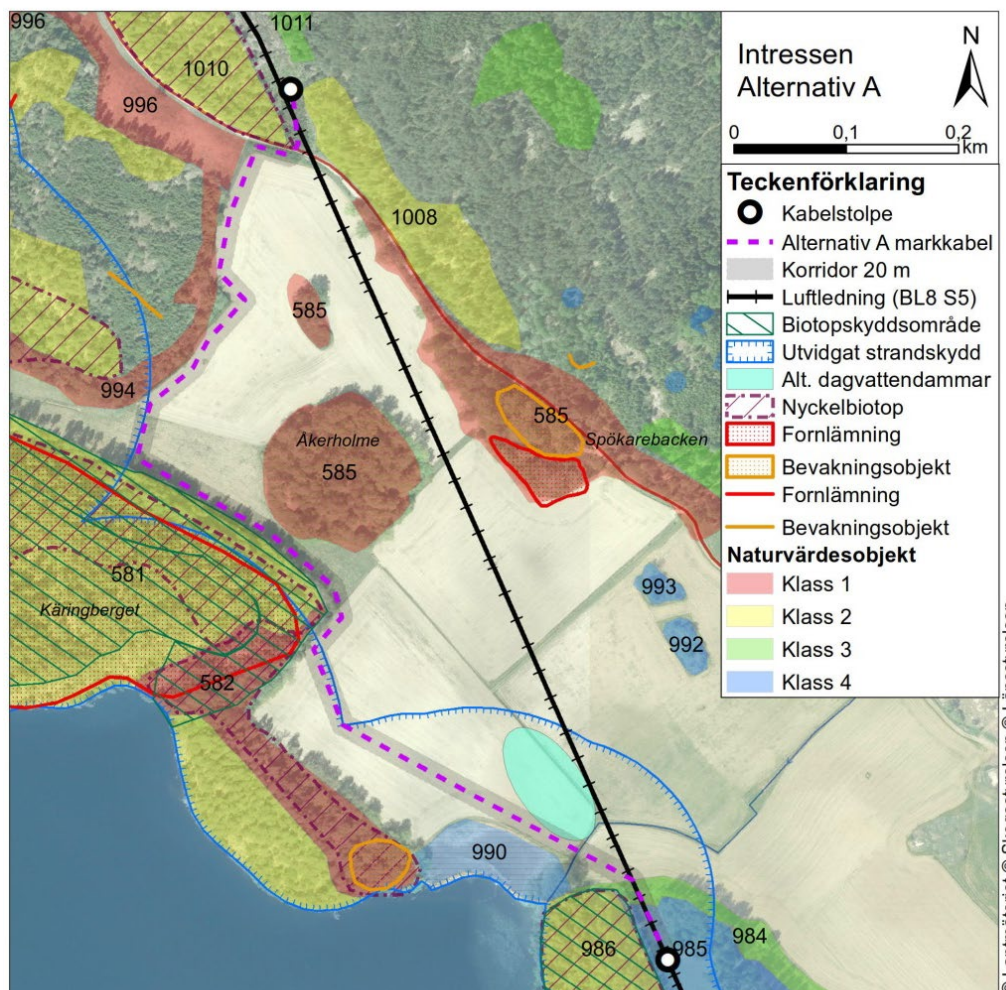 Intressen
Alternativ A
N
0 0,1 0,2
km
Teckenförklaring
Kabelstolpe
Alternativ A markkabel
Korridor 20 m
Luftledning (BL8 S5)
Biotopskyddsområde
Utvidgat strandskydd
Alt. dagvattendammar
Nyckelbiotop
Fornlämning
Bevakningsobjekt
Fornlämning
Bevakningsobjekt
Naturvärdesobjekt
Klass 1
Klass 2
Klass 3
Klass 4
996
1011
1010
996
1008
585
994
585
Spökarebacken
Åkerholme
585
581
Käringberget
993
992
582
990
984
985
986